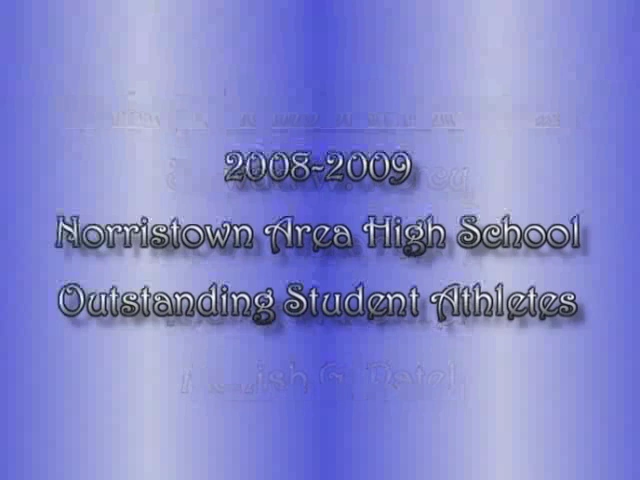 2008-2009
Norristown Area High School
Outstanding Student Athletes